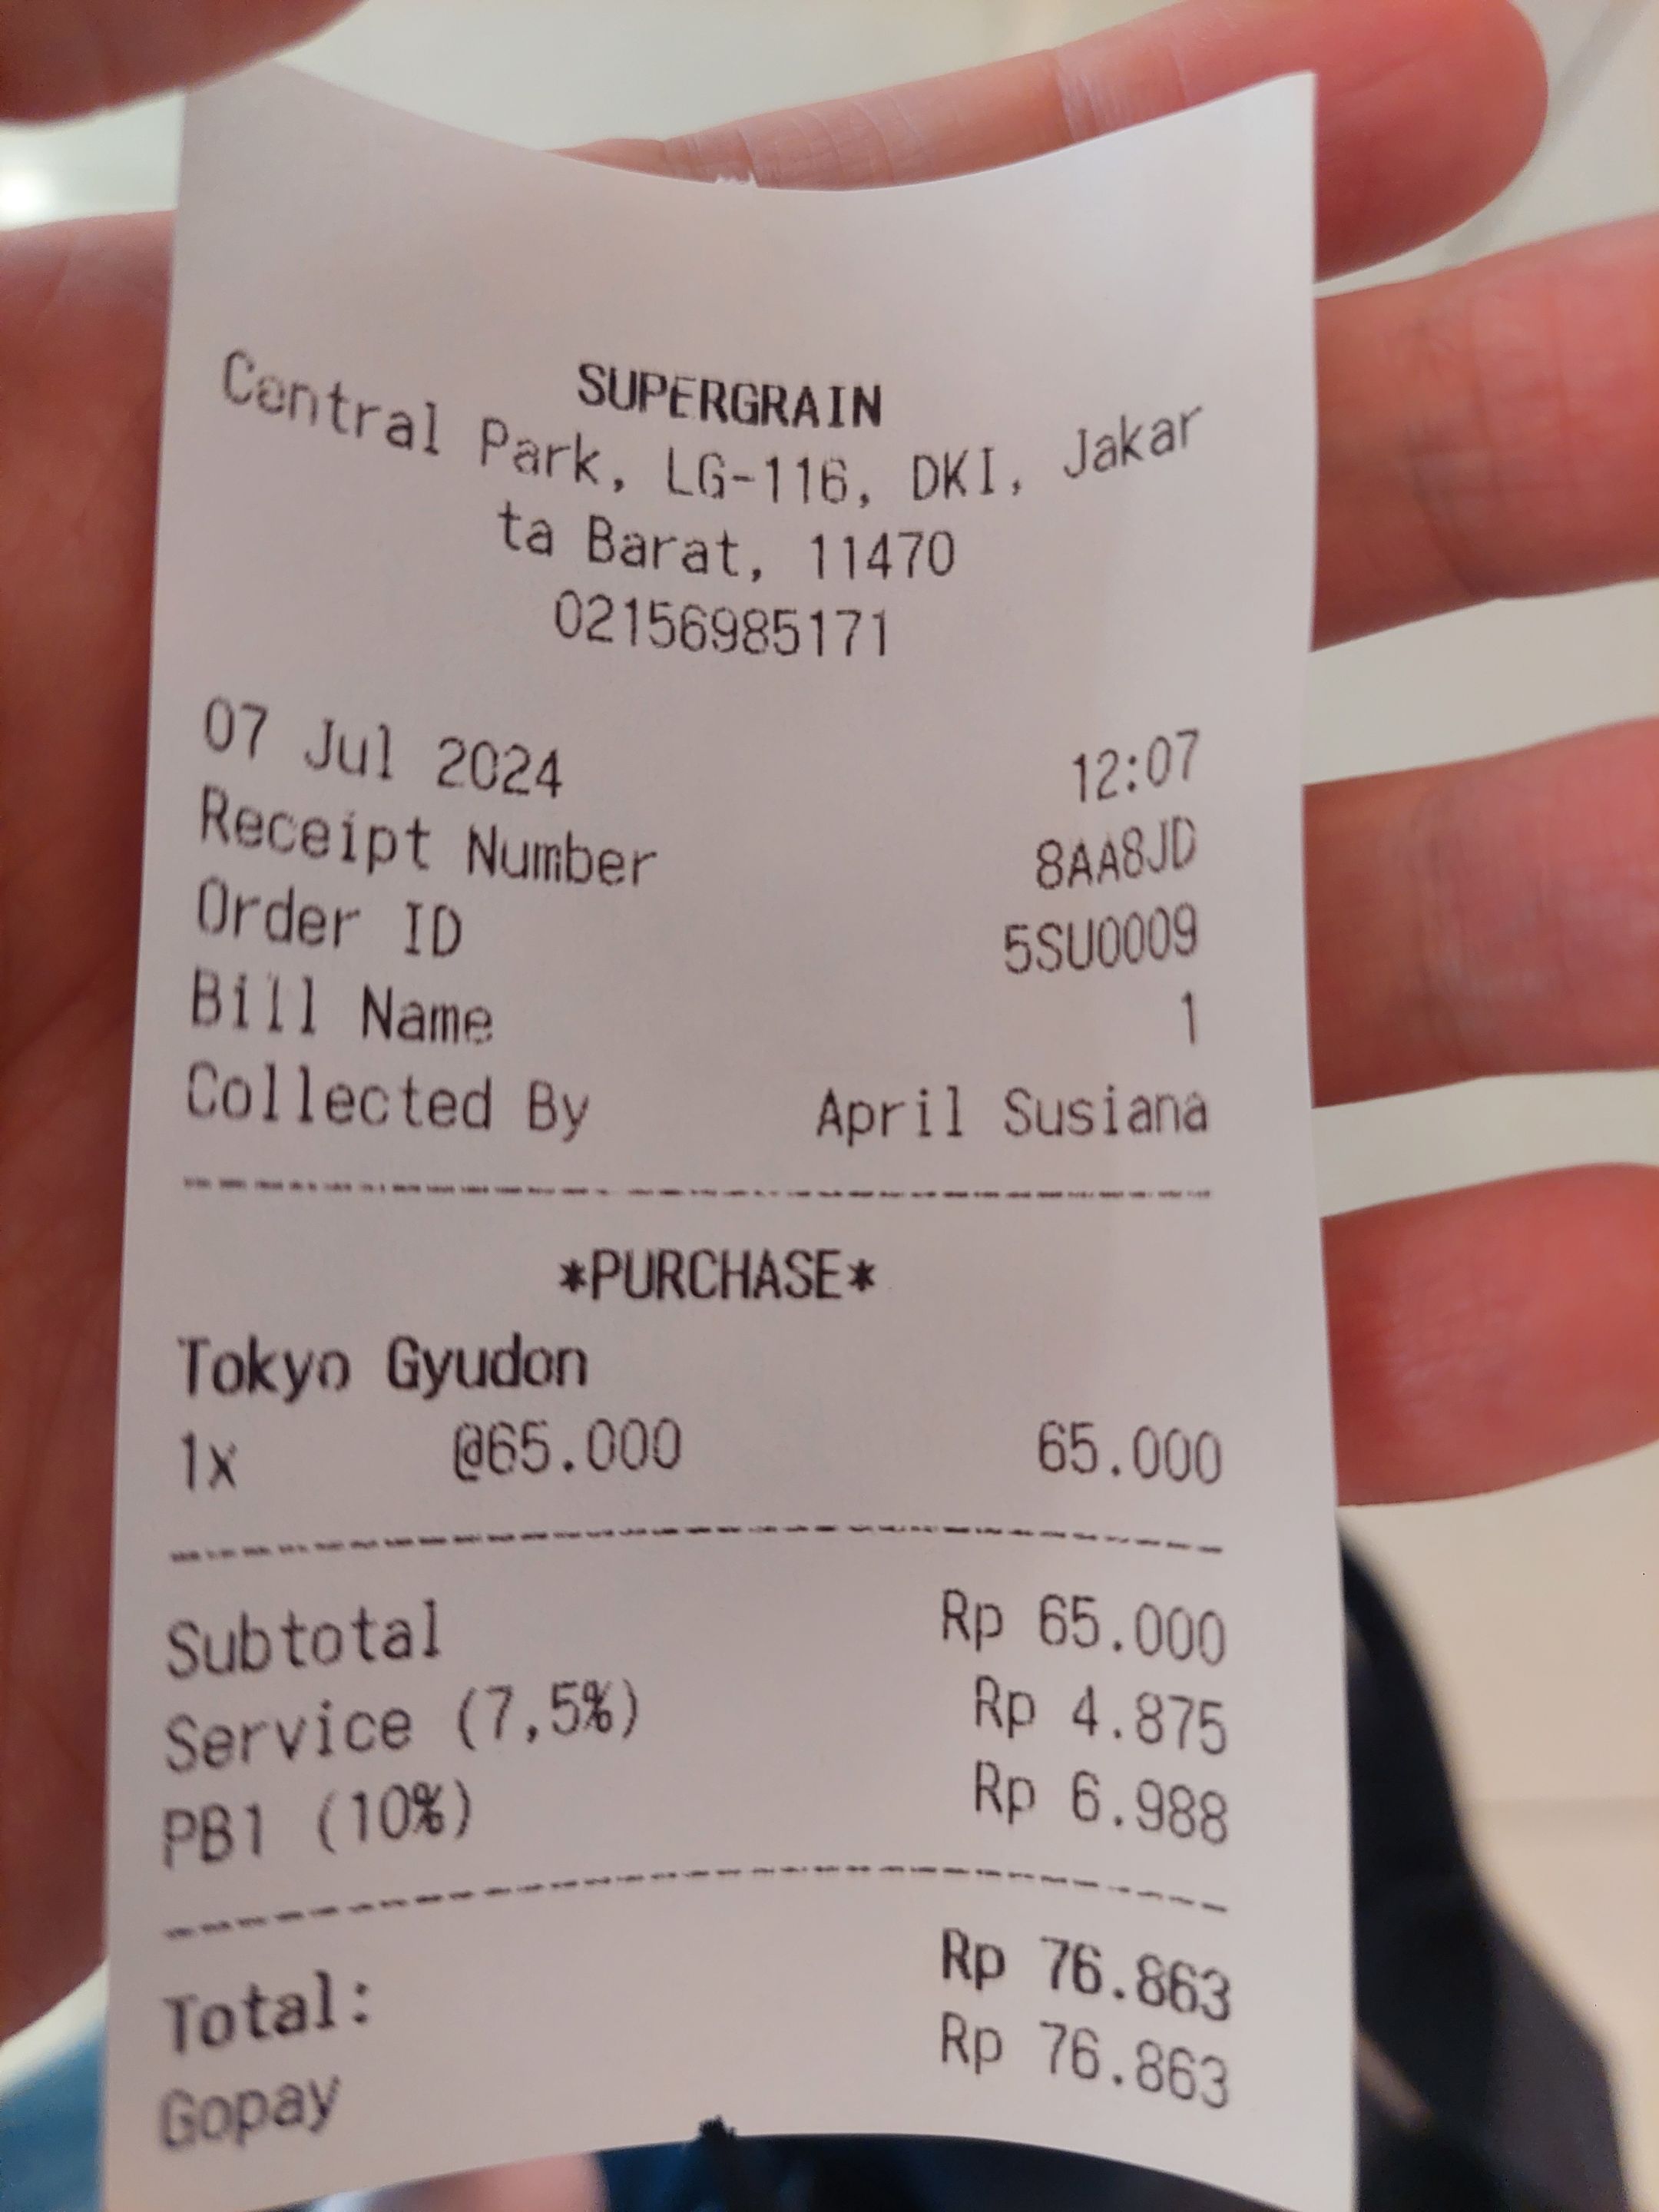 SUPERGRAIN
Central Park, LG-116, DKI, Jakar
ta Barat, 11470
02156985171
07 Jul 2024 12:07
Receipt Number 8AA8JD
Order ID 5SU0009
Bill Name 1
Collected By April Susiana
*PURCHASE*
Tokyo Gyudon
1x @65.000 65.000
Subtotal Rp 65.000
Service (7,5%) Rp 4.875
PB1 (10%) Rp 6.988
Total: Rp 76.863
Gopay Rp 76.863